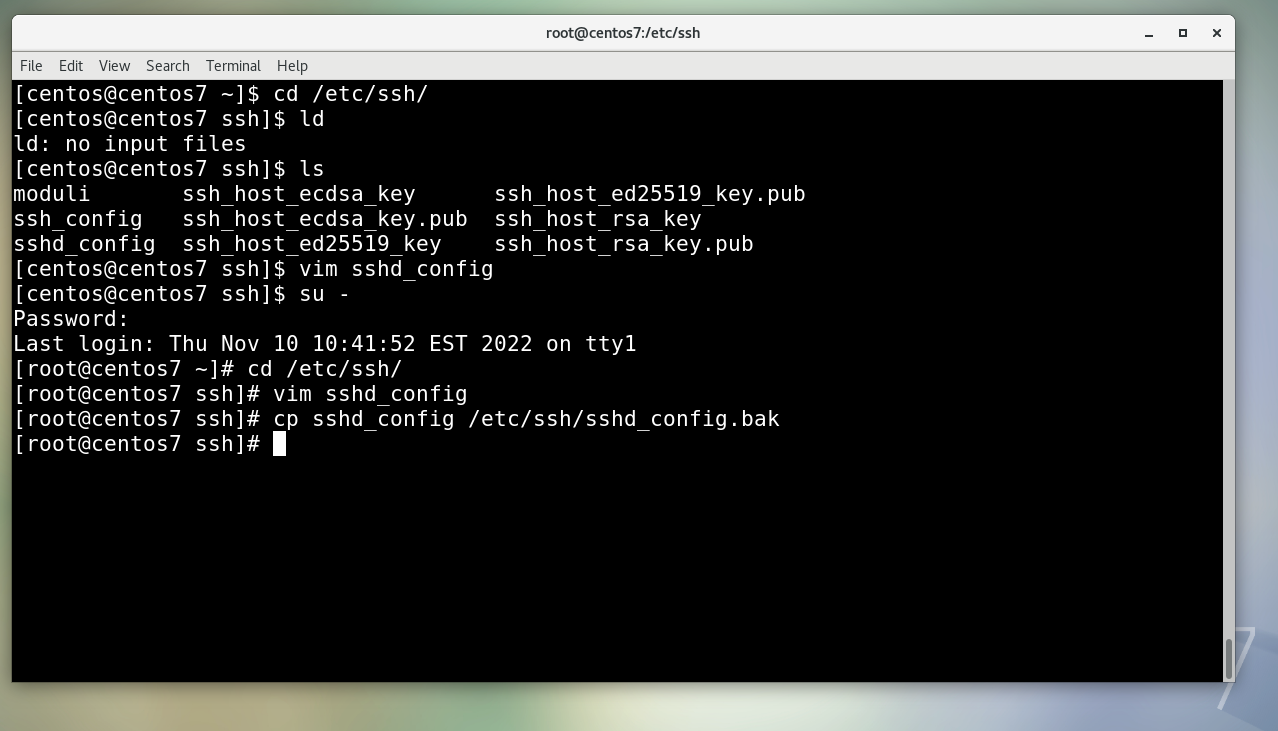 root@centos7:/etc/ssh
File Edit View Search Terminal Help
[centos@centos7 ~]$ cd /etc/ssh/
[centos@centos7 ssh]$ ld
ld: no input files
[centos@centos7 ssh]$ ls
moduli       ssh_host_ecdsa_key      ssh_host_ed25519_key.pub
ssh_config   ssh_host_ecdsa_key.pub  ssh_host_rsa_key
sshd_config  ssh_host_ed25519_key    ssh_host_rsa_key.pub
[centos@centos7 ssh]$ vim sshd_config
[centos@centos7 ssh]$ su -
Password:
Last login: Thu Nov 10 10:41:52 EST 2022 on tty1
[root@centos7 ~]# cd /etc/ssh/
[root@centos7 ssh]# vim sshd_config
[root@centos7 ssh]# cp sshd_config /etc/ssh/sshd_config.bak
[root@centos7 ssh]#
7